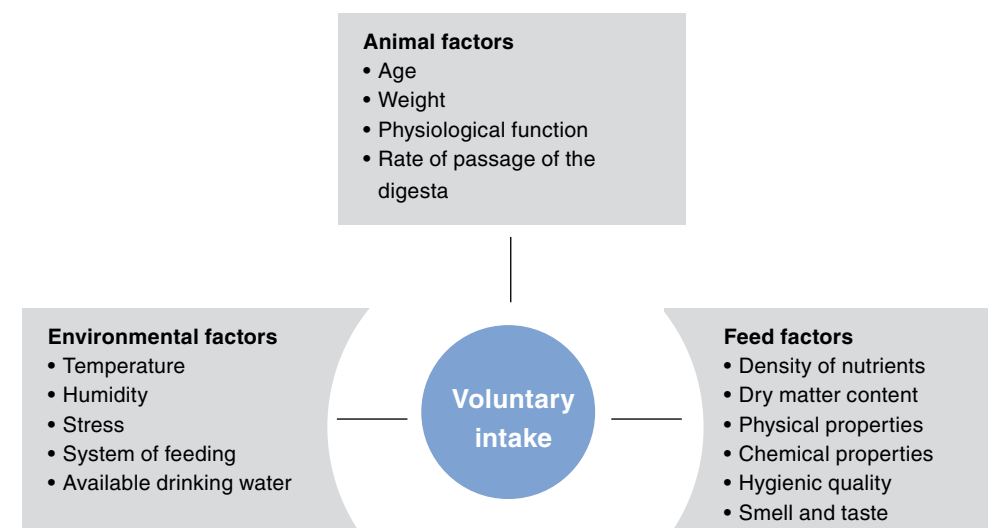 Animal factors
• Age
• Weight
• Physiological function
• Rate of passage of the
digesta
Environmental factors
• Temperature
• Humidity
• Stress
• System of feeding
• Available drinking water
Voluntary
intake
Feed factors
• Density of nutrients
• Dry matter content
• Physical properties
• Chemical properties
• Hygienic quality
• Smell and taste